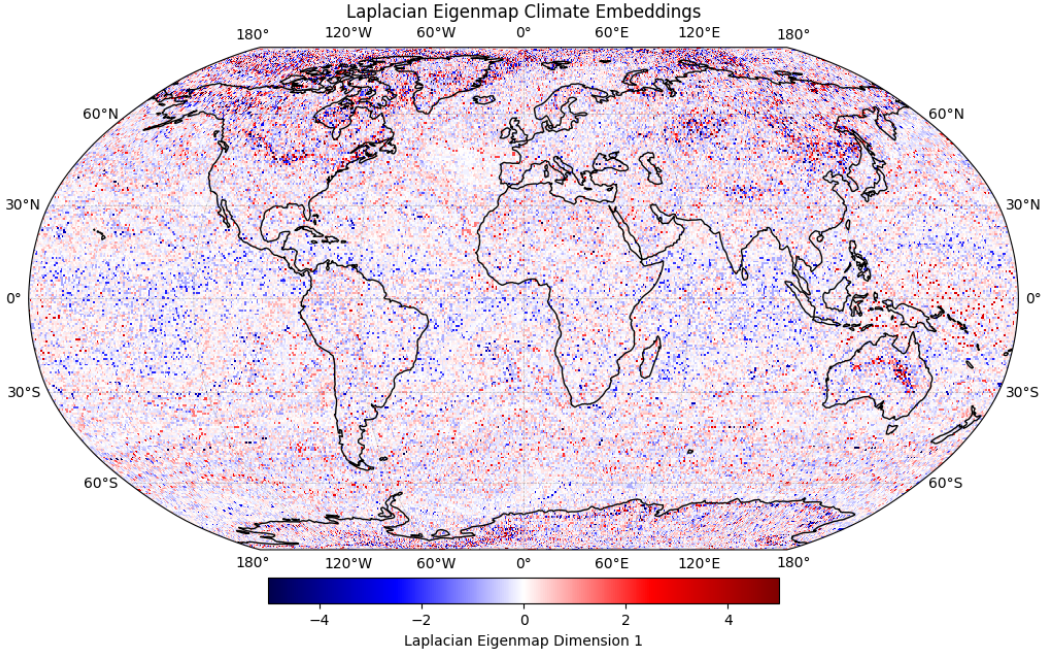 Laplacian Eigenmap Climate Embeddings
180° 120°W 60°W 0° 60°E 120°E 180°
60°N 60°N
30°N 30°N
0° 0°
30°S 30°S
60°S 60°S
180° 120°W 60°W 0° 60°E 120°E 180°
−4 −2 0 2 4
Laplacian Eigenmap Dimension 1